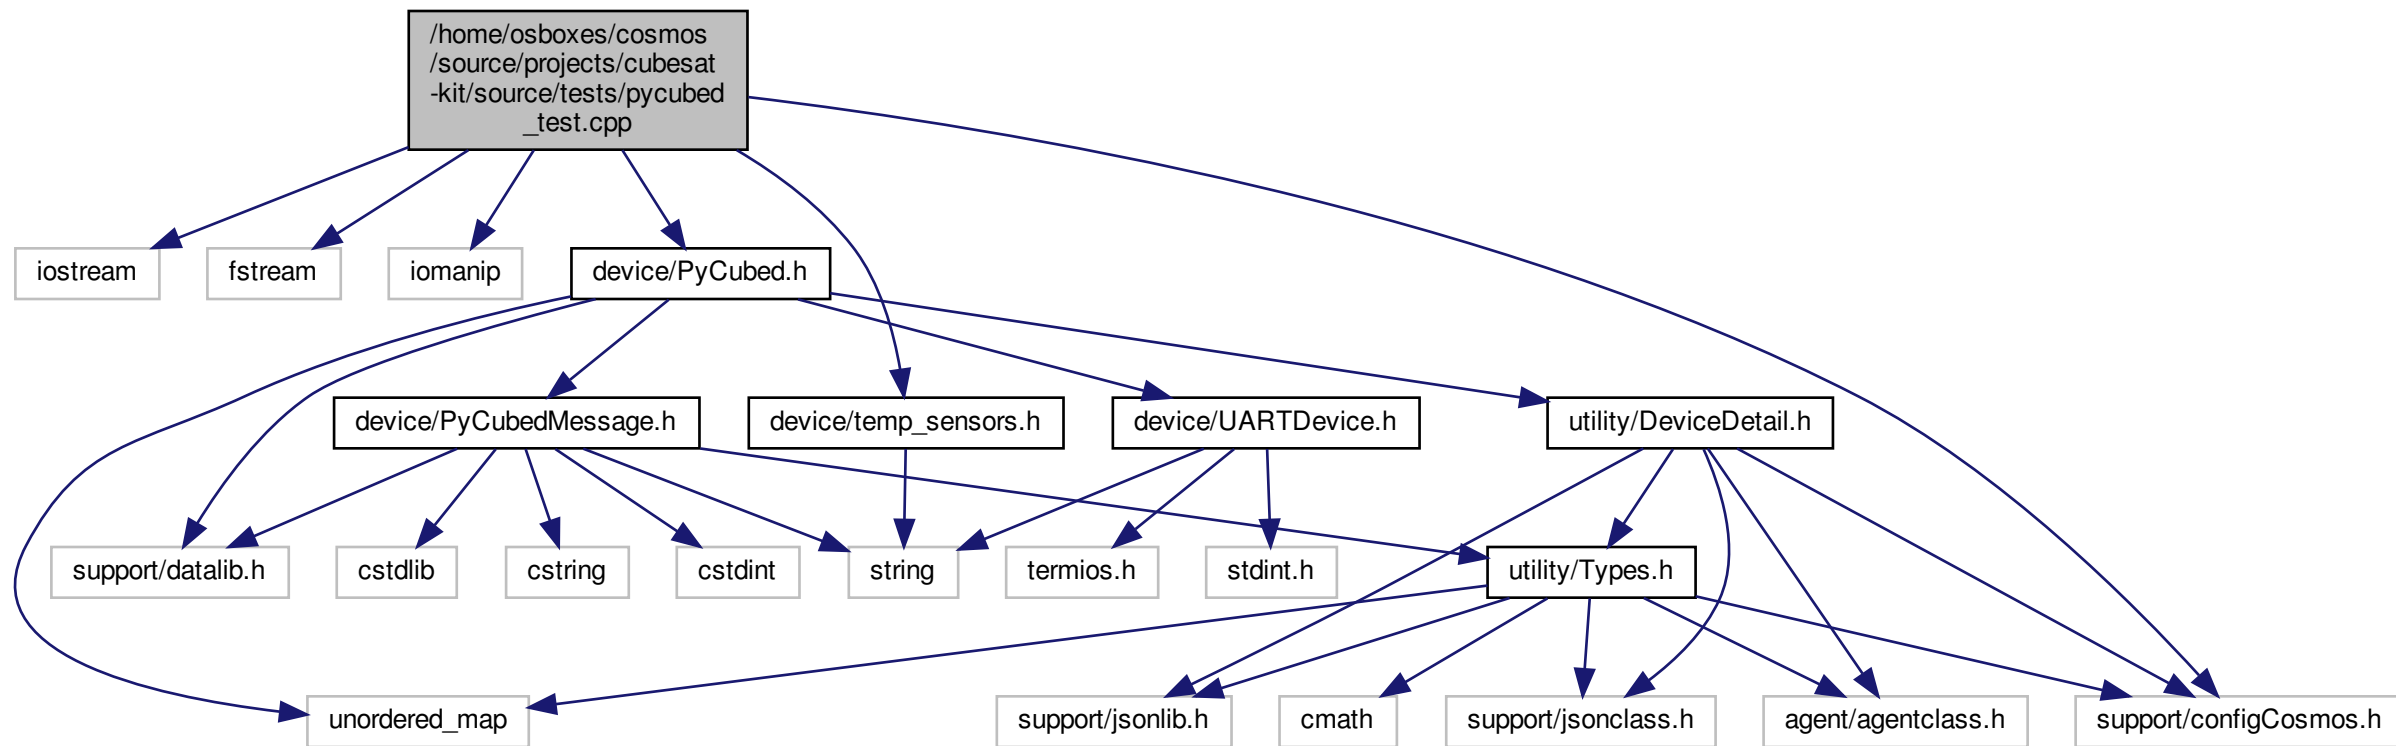 /home/osboxes/cosmos
/source/projects/cubesat
-kit/source/tests/pycubed
_test.cpp
iostream
fstream
iomanip
device/PyCubed.h
device/PyCubedMessage.h
device/temp_sensors.h
device/UARTDevice.h
utility/DeviceDetail.h
support/datalib.h
cstdlib
cstring
cstdint
string
termios.h
stdint.h
utility/Types.h
unordered_map
support/jsonlib.h
cmath
support/jsonclass.h
agent/agentclass.h
support/configCosmos.h